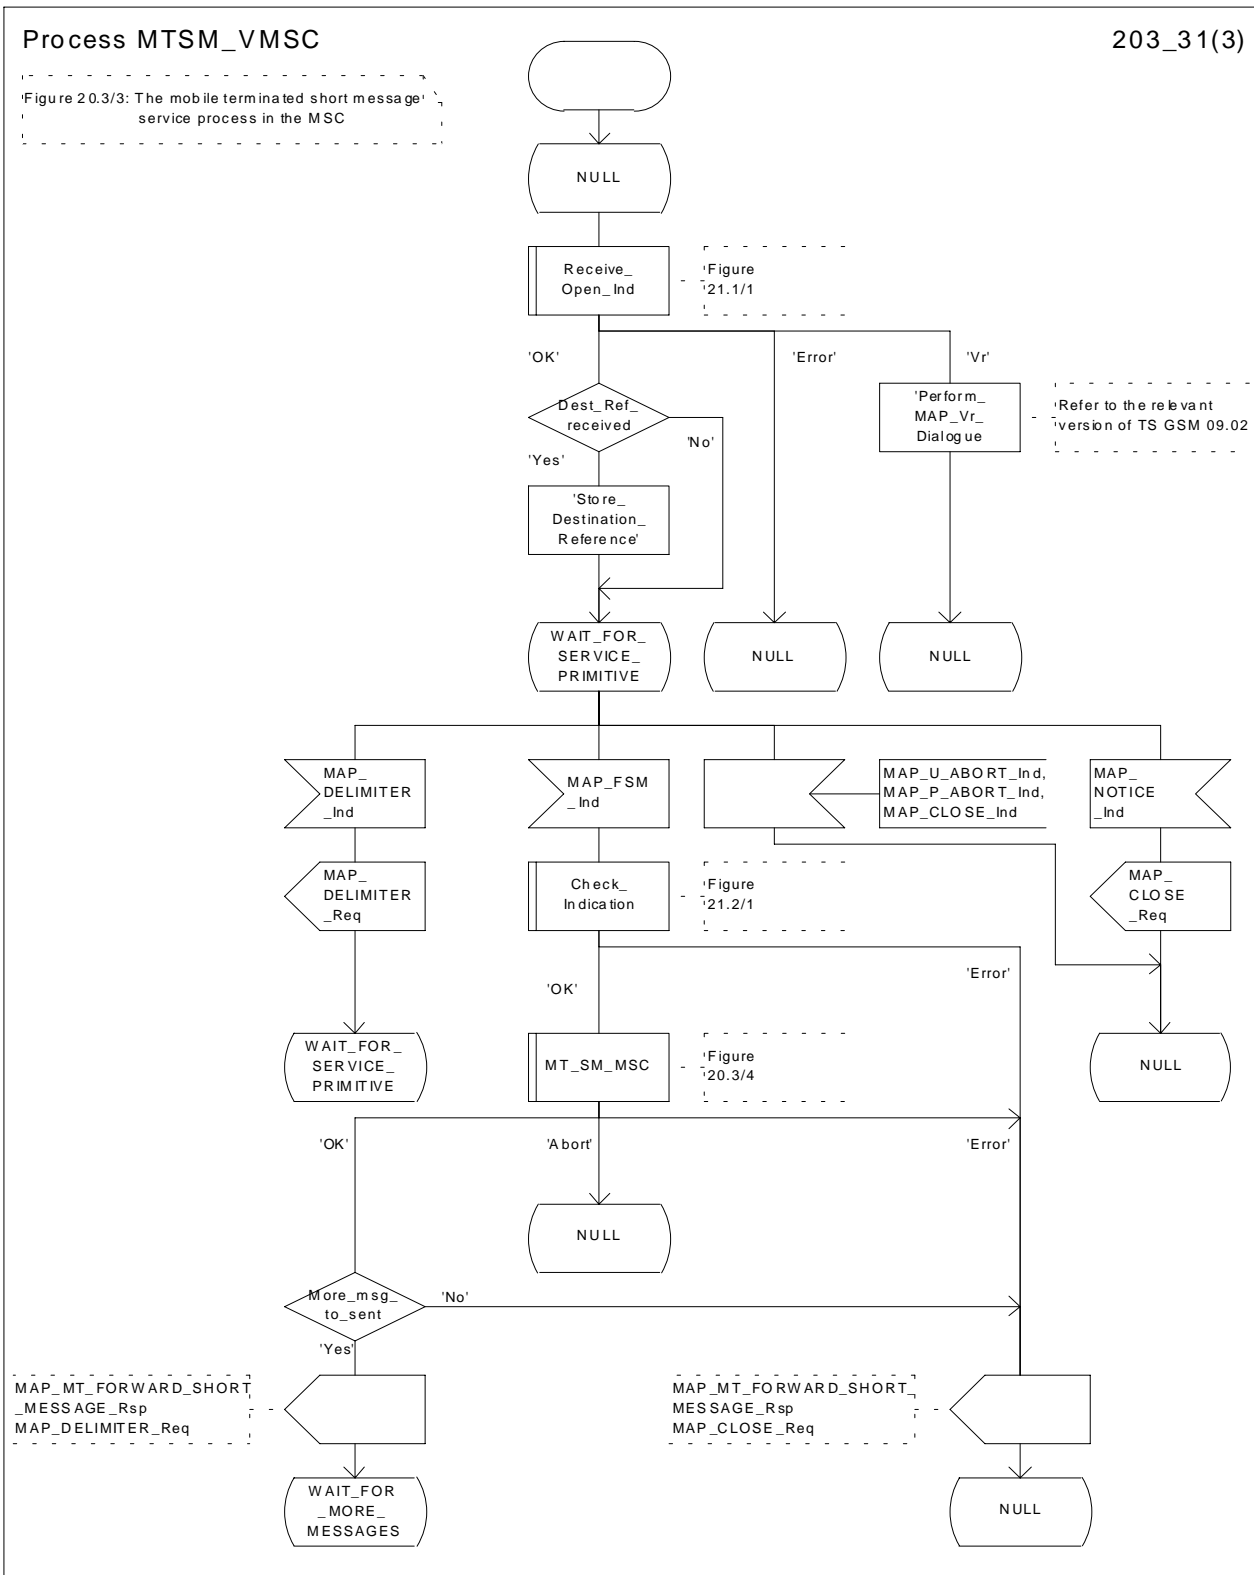 Process MTSM_VMSC
203_31(3)
Figure 20.3/3: The mobile terminated short message
service process in the MSC
NULL
Receive_
Open_Ind
Figure
21.1/1
'OK'
'Error'
'Vr'
Dest_Ref_
received
'No'
'Yes'
'Perform_
MAP_Vr_
Dialogue
Refer to the relevant
version of TS GSM 09.02
'Store_
Destination_
Reference'
WAIT_FOR_
SERVICE_
PRIMITIVE
NULL
NULL
MAP_
DELIMITER
_Ind
MAP_FSM
_Ind
MAP_U_ABORT_Ind,
MAP_P_ABORT_Ind,
MAP_CLOSE_Ind
MAP_
NOTICE
_Ind
MAP_
DELIMITER
_Req
Check_
Indication
Figure
21.2/1
MAP_
CLOSE
_Req
'OK'
'Error'
WAIT_FOR_
SERVICE_
PRIMITIVE
MT_SM_MSC
Figure
20.3/4
NULL
'OK'
'Abort'
'Error'
NULL
More_msg_
to_sent
'No'
'Yes'
MAP_MT_FORWARD_SHORT
_MESSAGE_Rsp
MAP_DELIMITER_Req
MAP_MT_FORWARD_SHORT_
MESSAGE_Rsp
MAP_CLOSE_Req
WAIT_FOR
_MORE_
MESSAGES
NULL